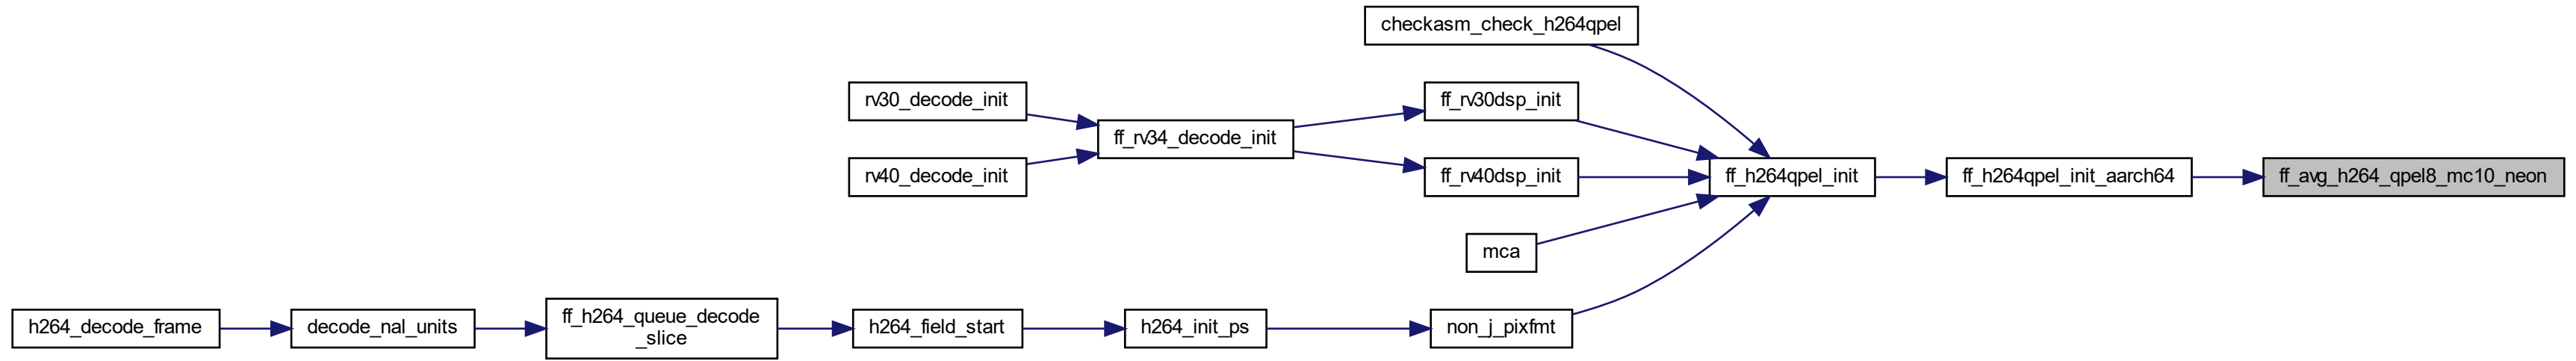 checkasm_check_h264qpel
rv30_decode_init
ff_rv30dsp_init
ff_rv34_decode_init
rv40_decode_init
ff_rv40dsp_init
ff_h264qpel_init
ff_h264qpel_init_aarch64
ff_avg_h264_qpel8_mc10_neon
mca
h264_decode_frame
decode_nal_units
ff_h264_queue_decode
_slice
h264_field_start
h264_init_ps
non_j_pixfmt